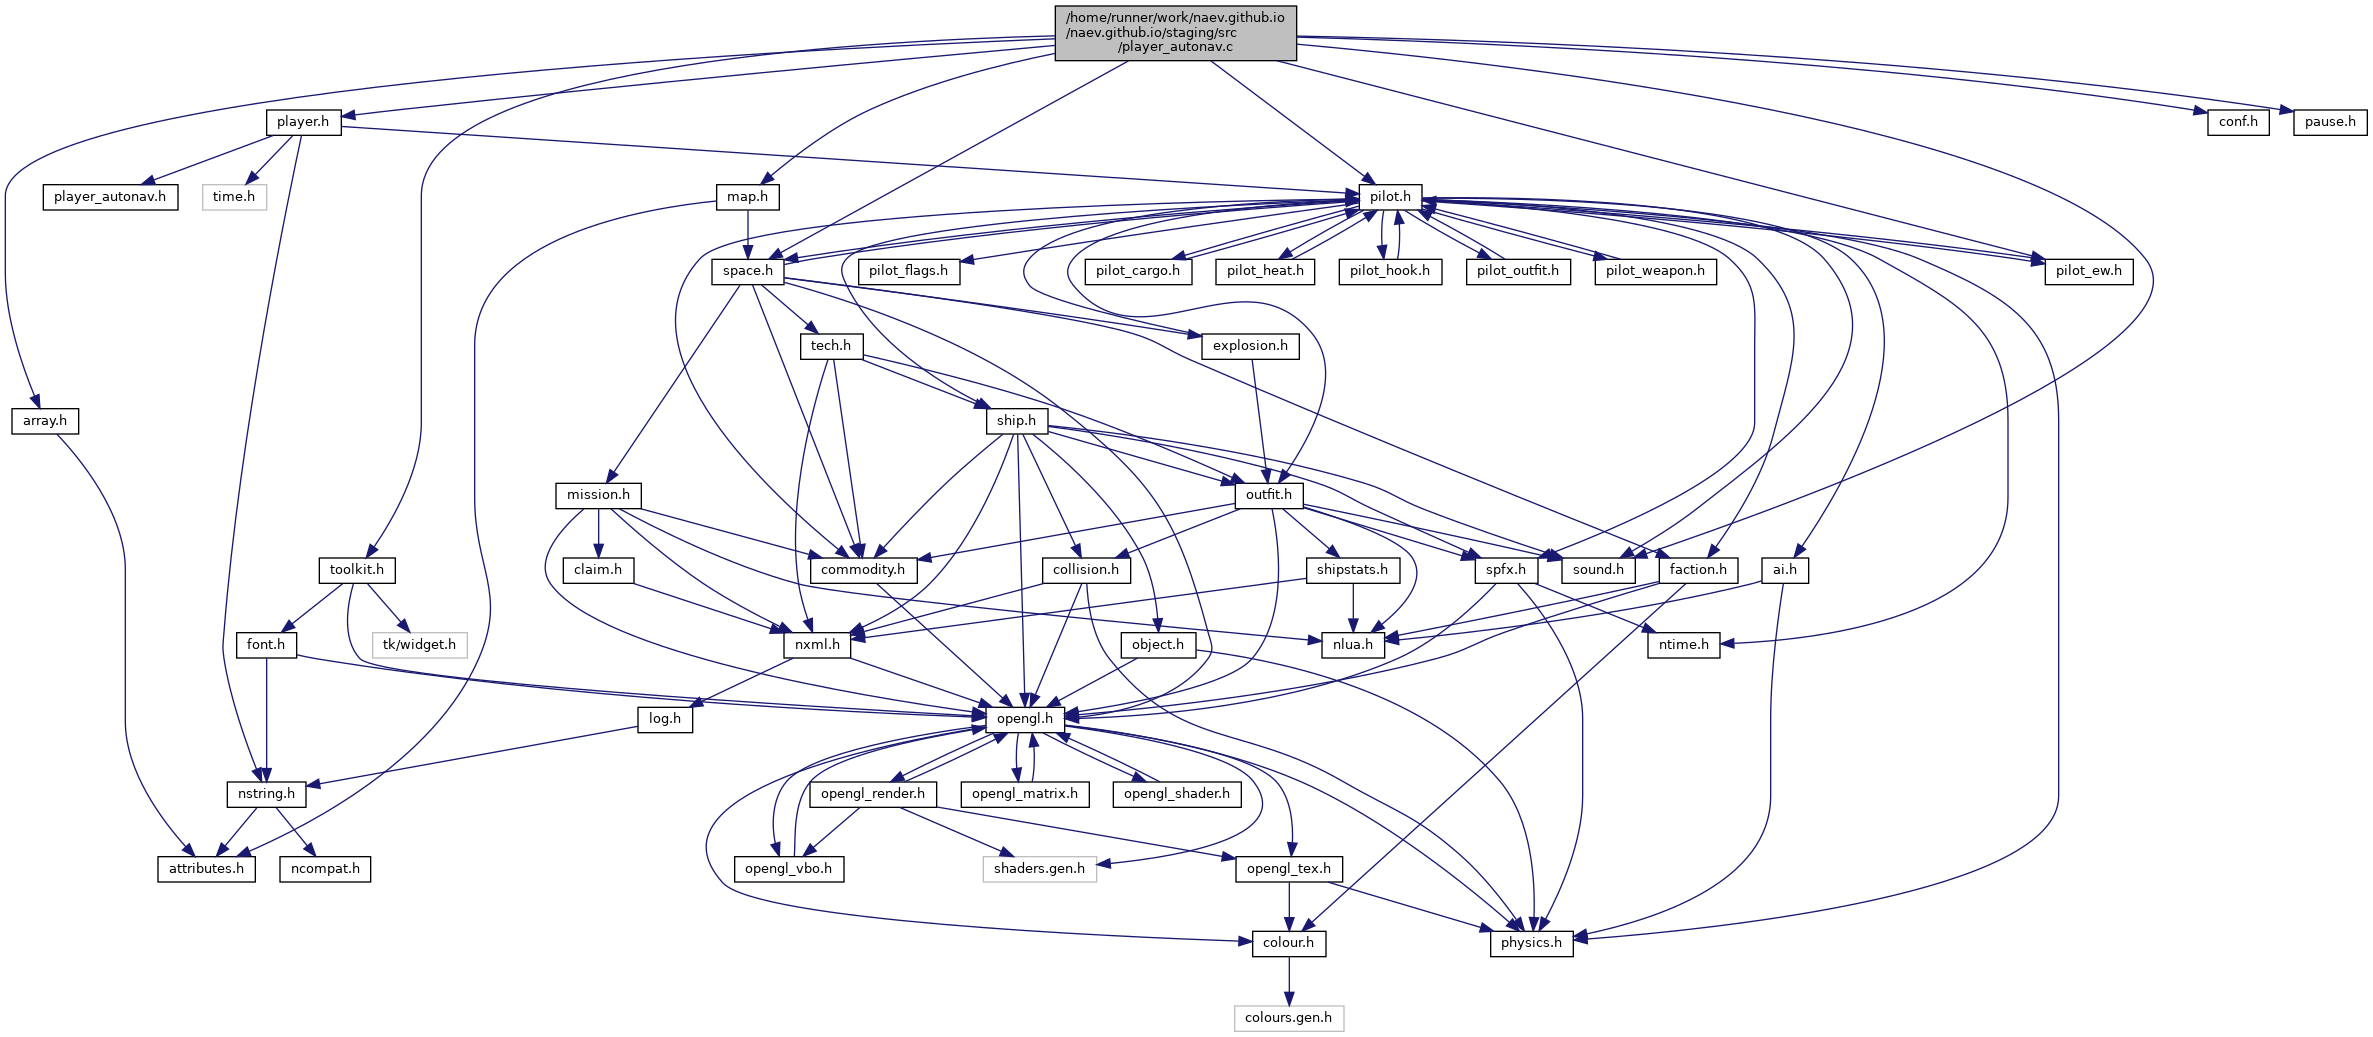 /home/runner/work/naev.github.io
/naev.github.io/staging/src
/player_autonav.c
player.h
conf.h
pause.h
player_autonav.h
time.h
map.h
pilot.h
space.h
pilot_flags.h
pilot_cargo.h
pilot_heat.h
pilot_hook.h
pilot_outfit.h
pilot_weapon.h
pilot_ew.h
tech.h
explosion.h
array.h
ship.h
mission.h
outfit.h
toolkit.h
claim.h
commodity.h
collision.h
shipstats.h
spfx.h
sound.h
faction.h
ai.h
font.h
tk/widget.h
nxml.h
object.h
nlua.h
ntime.h
log.h
opengl.h
nstring.h
opengl_render.h
opengl_matrix.h
opengl_shader.h
attributes.h
ncompat.h
opengl_vbo.h
shaders.gen.h
opengl_tex.h
colour.h
physics.h
colours.gen.h